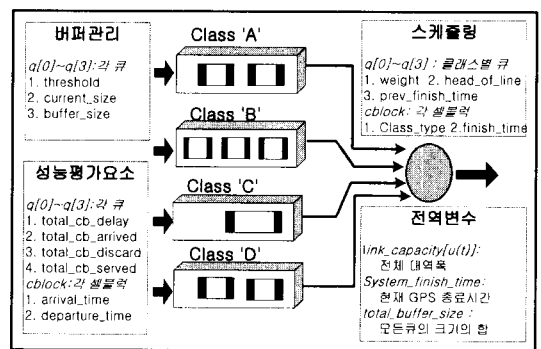 버퍼관리
q[0]~q[3]:각 큐
1. threshold
2. current_size
3. buffer_size
성능평가요소
q[0]~q[3]:각 큐
1. total_cb_delay
2. total_cb_arrived
3. total_cb_discard
4. total_cb_served
cblock:각 셀블럭
1. arrival_time
2. departure_time
Class 'A'
Class 'B'
Class 'C'
Class 'D'
스케쥴링
q[0]~q[3] : 클래스별 큐
1. weight 2. head_of_line
3. prev_finish_time
cblock: 각 셀블럭
1. Class_type 2.finish_time
전역변수
link_capacity[u(t)]:
전체 대역폭
System_finish_time:
현재 GPS 종료시간
total_buffer_size :
모든큐의 크기의 합